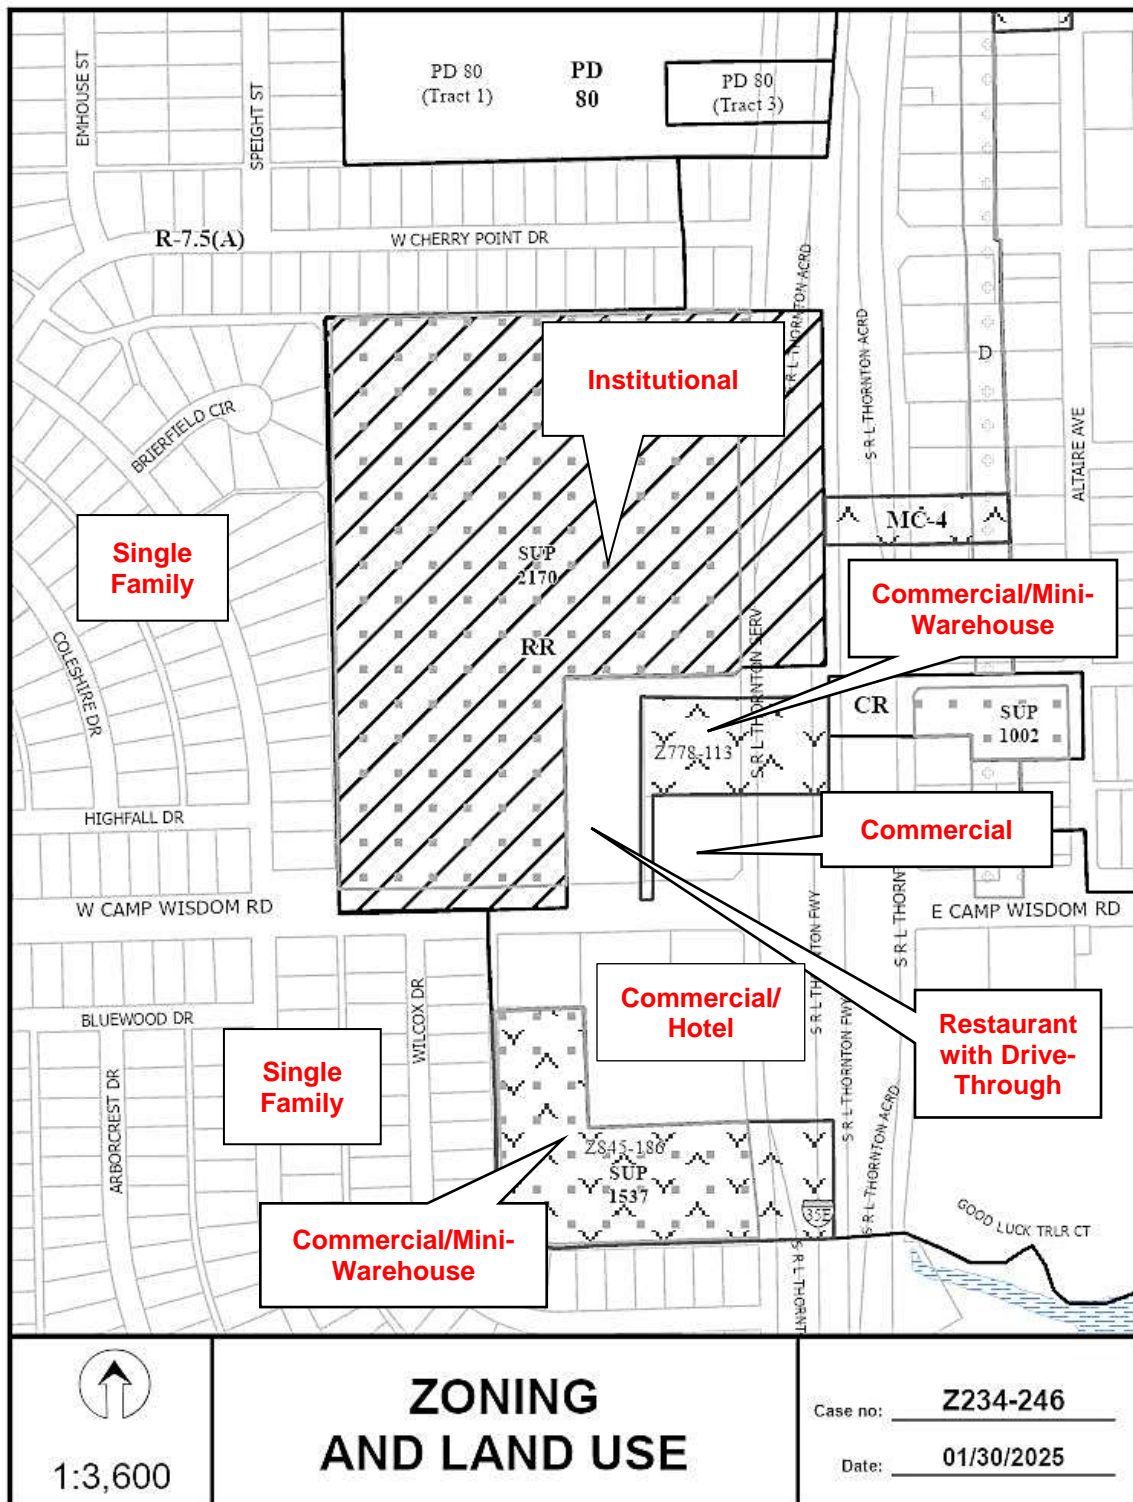 PD 80
(Tract 1)
PD
80
PD 80
(Tract 3)
EMHOUSE ST
SPEIGHT ST
R-7.5(A)
W CHERRY POINT DR
S R L THORNTON ACRD
S R L THORNTON ACRD
D
ALTAIRE AVE
Institutional
BRIERFIELD CIR
MC-4
Single
Family
SUP
2170
Commercial/Mini-
Warehouse
COLESHIRE DR
RR
S R L THORNTON SERV
CR
SUP
1002
Z778-113
HIGHFALL DR
Commercial
W CAMP WISDOM RD
E CAMP WISDOM RD
S R L THORNTON FWY
S R L THORNT
BLUEWOOD DR
WILCOX DR
Commercial/
Hotel
Restaurant
with Drive-
Through
S R L THORNTON FWY
Single
Family
ARBORCREST DR
S R L THORNTON ACRD
Z845-186
SUP
1537
35E
GOOD LUCK TRLR CT
Commercial/Mini-
Warehouse
S R L THORNT
1:3,600
ZONING
AND LAND USE
Case no: Z234-246
Date: 01/30/2025